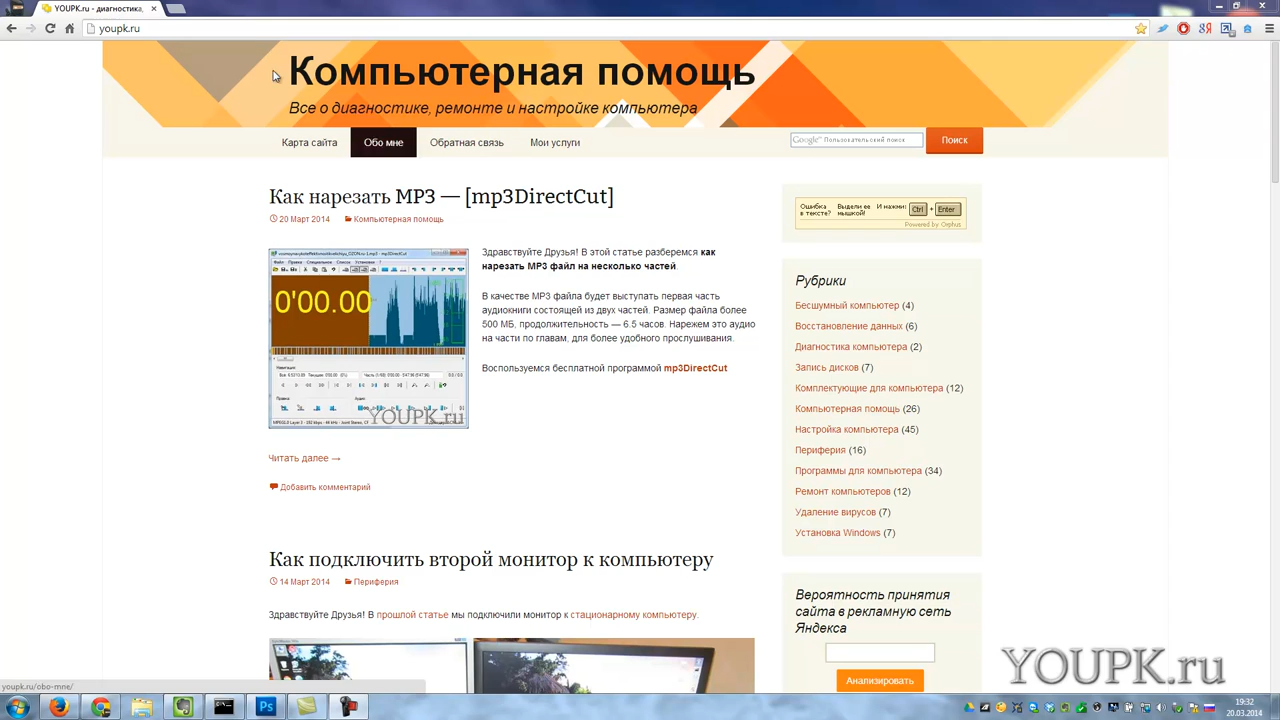 YOUPK.ru - диагностика,
youpk.ru
Компьютерная помощь
Все о диагностике, ремонте и настройке компьютера
Карта сайта
Обо мне
Обратная связь
Мои услуги
Google™ Пользовательский поиск
Поиск
Как нарезать MP3 — [mp3DirectCut]
20 Март 2014
Компьютерная помощь
0'00.00
YOUPK.ru
Здравствуйте Друзья! В этой статье разберемся как
нарезать MP3 файл на несколько частей.
В качестве MP3 файла будет выступать первая часть
аудиокниги состоящей из двух частей. Размер файла более
500 МБ, продолжительность — 6.5 часов. Нарежем это аудио
на части по главам, для более удобного прослушивания.
Воспользуемся бесплатной программой mp3DirectCut
Читать далее →
Добавить комментарий
Как подключить второй монитор к компьютеру
14 Март 2014
Периферия
Здравствуйте Друзья! В прошлой статье мы подключили монитор к стационарному компьютеру.
Ошибка
в тексте?
Выдели ее
мышкой!
И нажми:
Ctrl + Enter
Powered by Orphus
Рубрики
Бесшумный компьютер (4)
Восстановление данных (6)
Диагностика компьютера (2)
Запись дисков (7)
Комплектующие для компьютера (12)
Компьютерная помощь (26)
Настройка компьютера (45)
Периферия (16)
Программы для компьютера (34)
Ремонт компьютеров (12)
Удаление вирусов (7)
Установка Windows (7)
Вероятность принятия
сайта в рекламную сеть
Яндекса
Анализировать
YOUPK.ru
youpk.ru/obo-mne/
19:32
20.03.2014